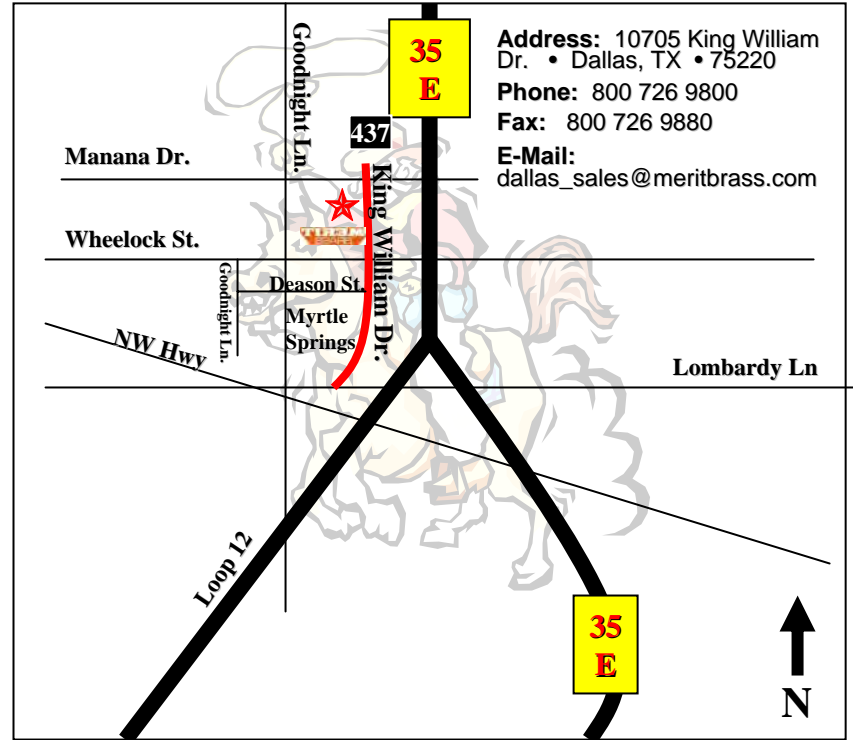 35
E
Address: 10705 King William
Dr. • Dallas, TX • 75220
Phone: 800 726 9800
Fax: 800 726 9880
E-Mail:
dallas_sales@meritbrass.com
Goodnight Ln.
437
Manana Dr.
King William Dr.
Wheelock St.
Goodnight Ln.
Deason St.
Myrtle
Springs
NW Hwy
Lombardy Ln
Loop 12
35
E
N